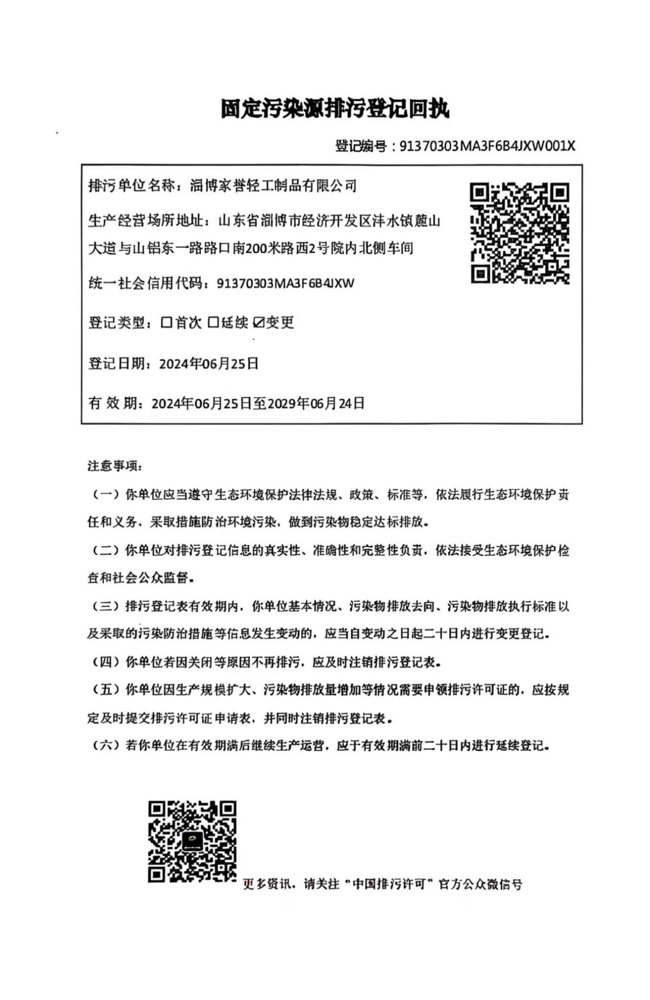 固定污染源排污登记回执
登记编号：91370303MA3F6B4JXW001X
排污单位名称：淄博家誉轻工制品有限公司
生产经营场所地址：山东省淄博市经济开发区沣水镇麓山
大道与山铝东一路路口南200米路西2号院内北侧车间
统一社会信用代码：91370303MA3F6B4JXW
登记类型：☐首次 ☐延续 ☑变更
登记日期：2024年06月25日
有 效 期：2024年06月25日至2029年06月24日
注意事项：
（一）你单位应当遵守生态环境保护法律法规、政策、标准等，依法履行生态环境保护责
任和义务，采取措施防治环境污染，做到污染物稳定达标排放。
（二）你单位对排污登记信息的真实性、准确性和完整性负责，依法接受生态环境保护检
查和社会公众监督。
（三）排污登记表有效期内，你单位基本情况、污染物排放去向、污染物排放执行标准以
及采取的污染防治措施等信息发生变动的，应当自变动之日起二十日内进行变更登记。
（四）你单位若因关闭等原因不再排污，应及时注销排污登记表。
（五）你单位因生产规模扩大、污染物排放量增加等情况需要申领排污许可证的，应按规
定及时提交排污许可证申请表，并同时注销排污登记表。
（六）若你单位在有效期满后继续生产运营，应于有效期满前二十日内进行延续登记。
更多资讯，请关注“中国排污许可”官方公众微信号